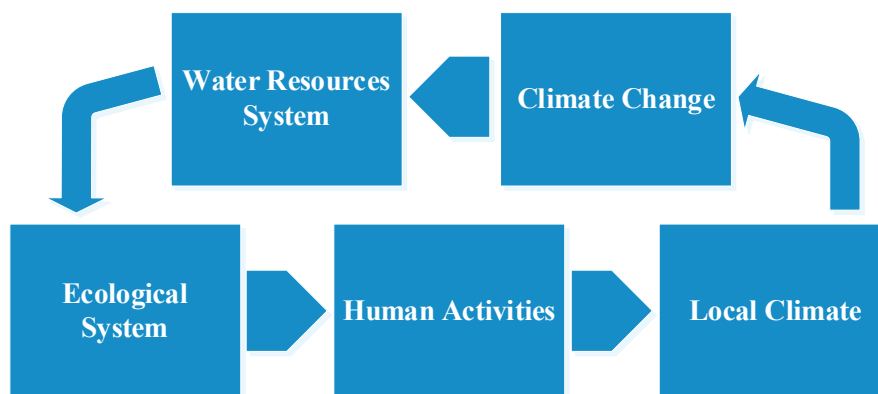 Water Resources
System
Climate Change
Ecological
System
Human Activities
Local Climate